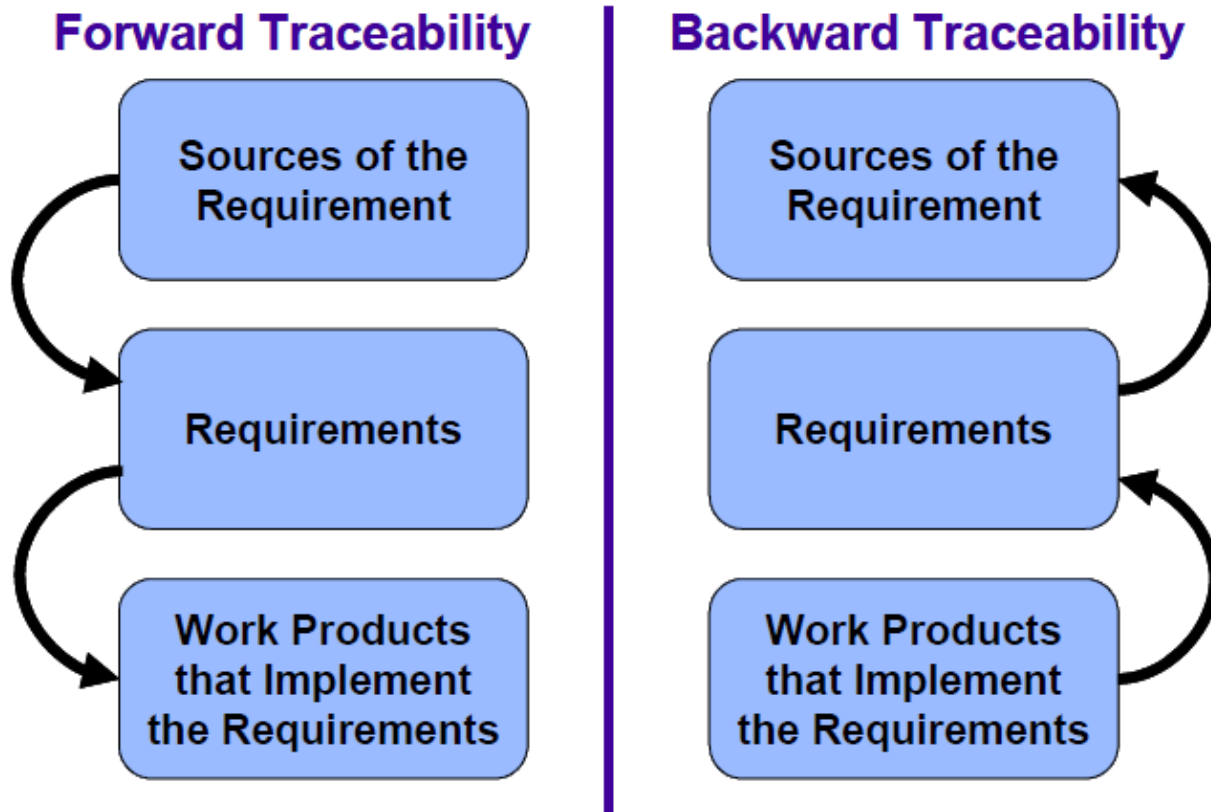 Forward Traceability
Sources of the
Requirement
Requirements
Work Products
that Implement
the Requirements
Backward Traceability
Sources of the
Requirement
Requirements
Work Products
that Implement
the Requirements